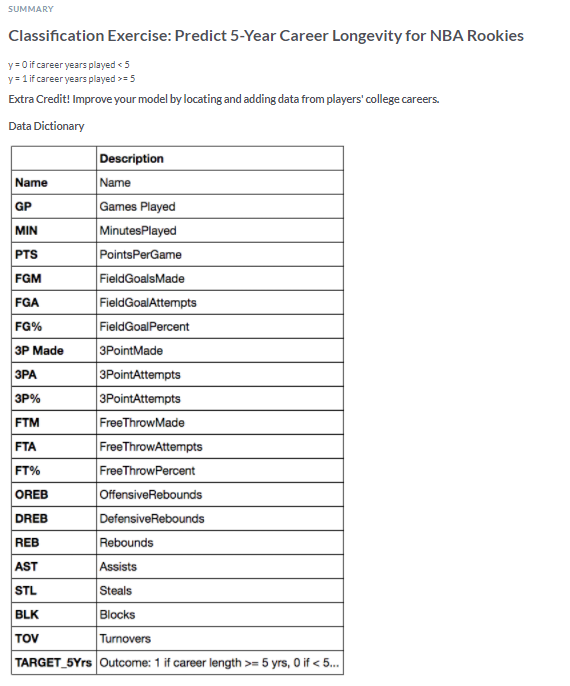 SUMMARY
Classification Exercise: Predict 5-Year Career Longevity for NBA Rookies
y = 0 if career years played < 5
y = 1 if career years played >= 5
Extra Credit! Improve your model by locating and adding data from players' college careers.
Data Dictionary
Description
Name Name
GP Games Played
MIN MinutesPlayed
PTS PointsPerGame
FGM FieldGoalsMade
FGA FieldGoalAttempts
FG% FieldGoalPercent
3P Made 3PointMade
3PA 3PointAttempts
3P% 3PointAttempts
FTM FreeThrowMade
FTA FreeThrowAttempts
FT% FreeThrowPercent
OREB OffensiveRebounds
DREB DefensiveRebounds
REB Rebounds
AST Assists
STL Steals
BLK Blocks
TOV Turnovers
TARGET_5Yrs Outcome: 1 if career length >= 5 yrs, 0 if < 5...